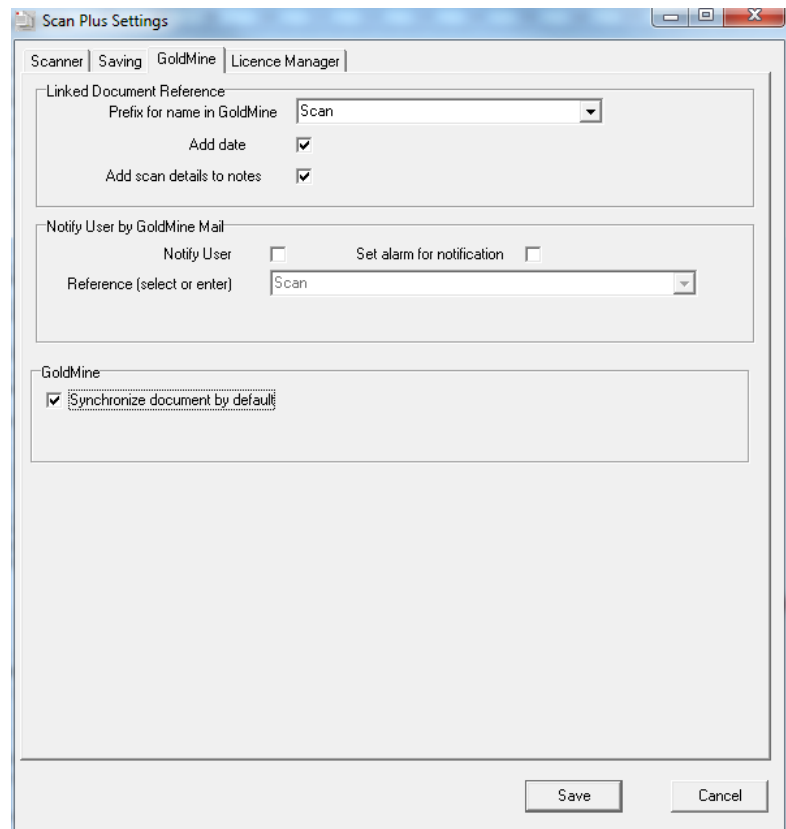 Scan Plus Settings
Scanner Saving GoldMine Licence Manager
Linked Document Reference
Prefix for name in GoldMine Scan
Add date
Add scan details to notes
Notify User by GoldMine Mail
Notify User Set alarm for notification
Reference (select or enter) Scan
GoldMine
Synchronize document by default
Save Cancel